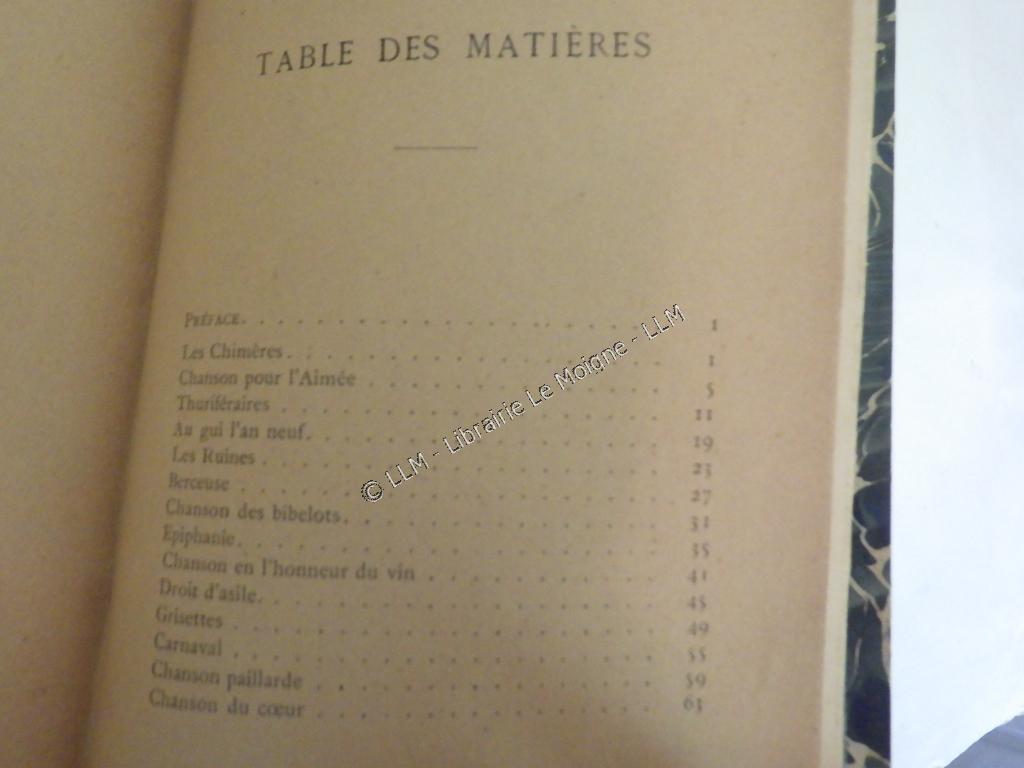 TABLE DES MATIÈRES
PRÉFACE. . . . . . . . . . . . . . . . . . . 1
Les Chimères. . . . . . . . . . . . . . . . . 1
Chanson pour l'Aimée . . . . . . . . . . . . . 5
Thuriféraires . . . . . . . . . . . . . . . . . 11
Au gui l'an neuf. . . . . . . . . . . . . . . . 19
Les Ruines . . . . . . . . . . . . . . . . . . 23
Berceuse . . . . . . . . . . . . . . . . . . . 27
Chanson des bibelots. . . . . . . . . . . . . . 31
Epiphanie. . . . . . . . . . . . . . . . . . . 35
Chanson en l'honneur du vin . . . . . . . . . . 41
Droit d'asile. . . . . . . . . . . . . . . . . . 45
Grisettes . . . . . . . . . . . . . . . . . . . 49
Carnaval . . . . . . . . . . . . . . . . . . . 55
Chanson paillarde . . . . . . . . . . . . . . . 59
Chanson du cœur . . . . . . . . . . . . . . . 63
© LLM - Librairie Le Moigne - LLM